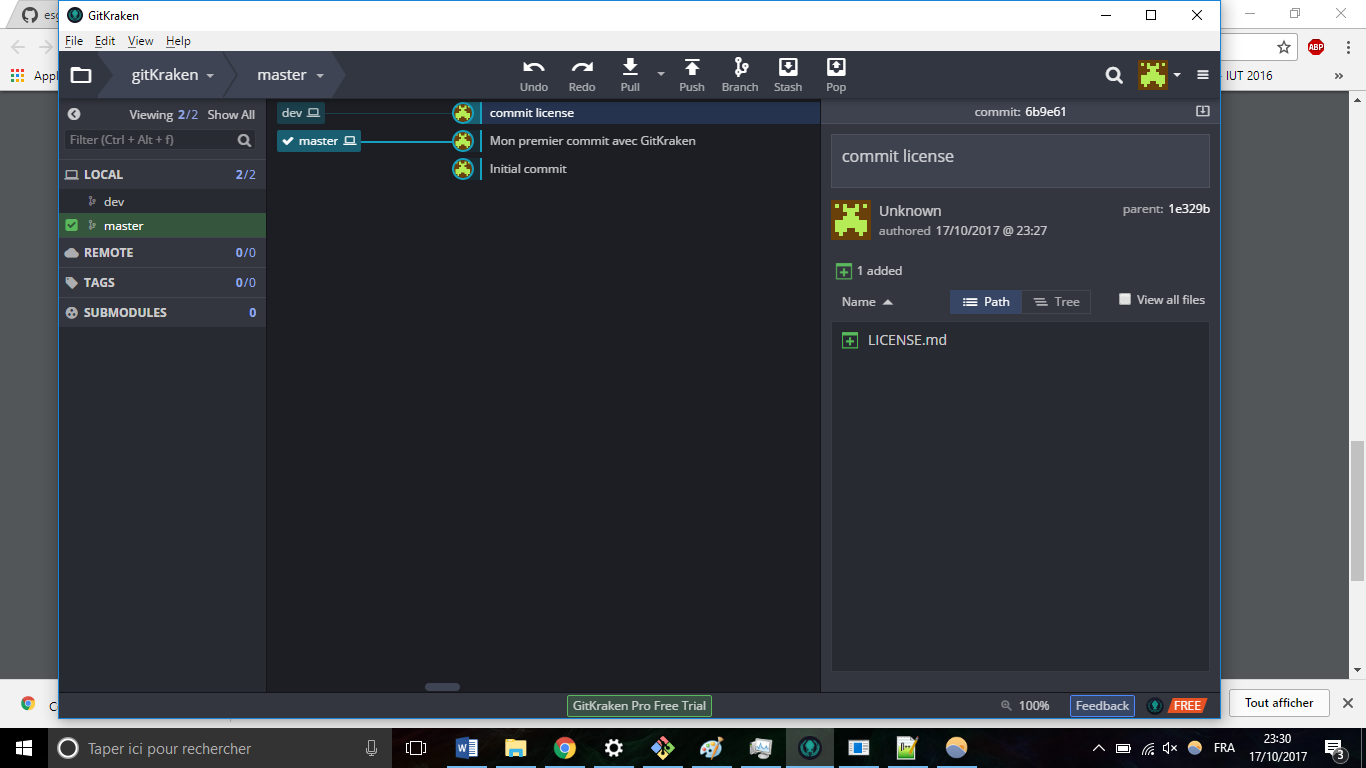 GitKraken
File Edit View Help
ABP
IUT 2016
gitKraken master
Undo Redo Pull Push Branch Stash Pop
Viewing 2/2 Show All
Filter (Ctrl + Alt + f)
LOCAL 2/2
dev
master
REMOTE 0/0
TAGS 0/0
SUBMODULES 0
dev commit license
master Mon premier commit avec GitKraken
Initial commit
commit: 6b9e61
commit license
Unknown parent: 1e329b
authored 17/10/2017 @ 23:27
1 added
Name Path Tree View all files
LICENSE.md
GitKraken Pro Free Trial 100% Feedback FREE
Tout afficher
Taper ici pour rechercher
FRA
23:30
17/10/2017
3